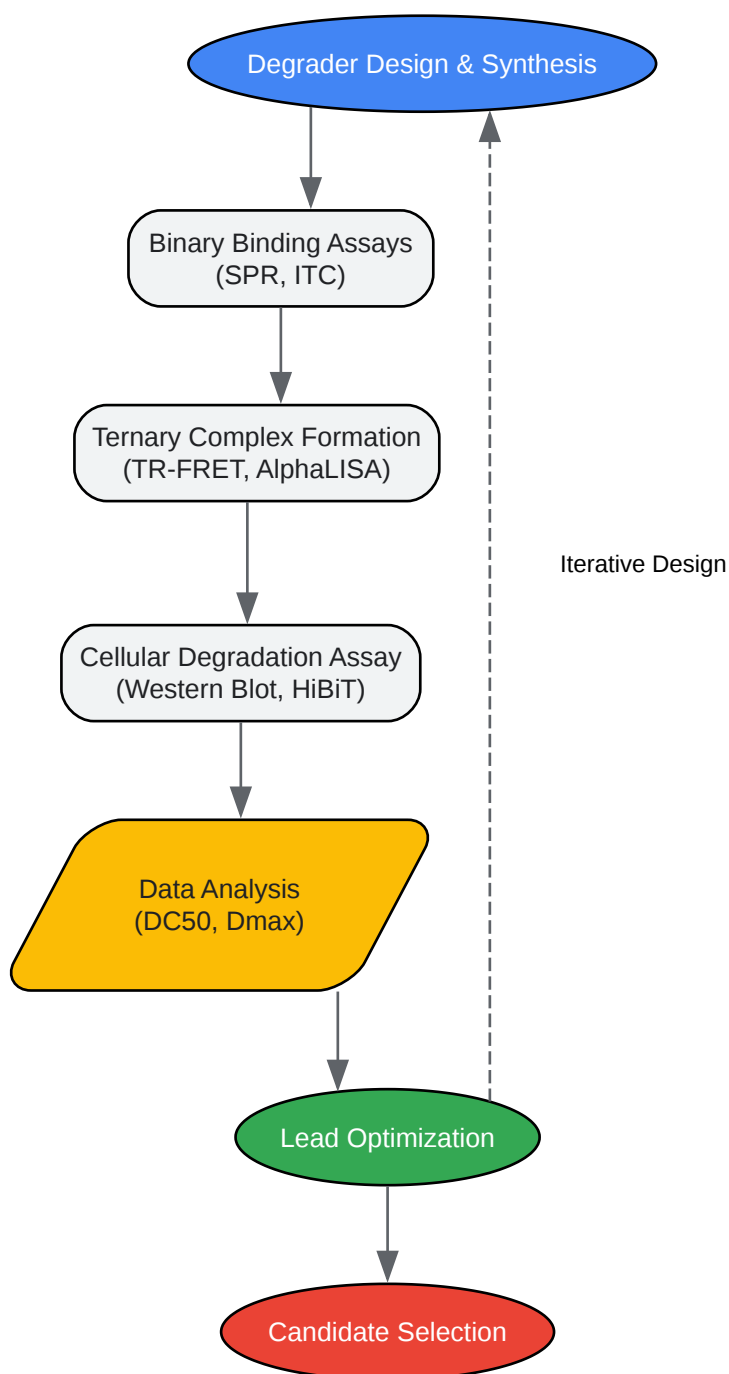 Degrader Design & Synthesis
Binary Binding Assays
(SPR, ITC)
Ternary Complex Formation
(TR-FRET, AlphaLISA)
Iterative Design
Cellular Degradation Assay
(Western Blot, HiBiT)
Data Analysis
(DC50, Dmax)
Lead Optimization
Candidate Selection